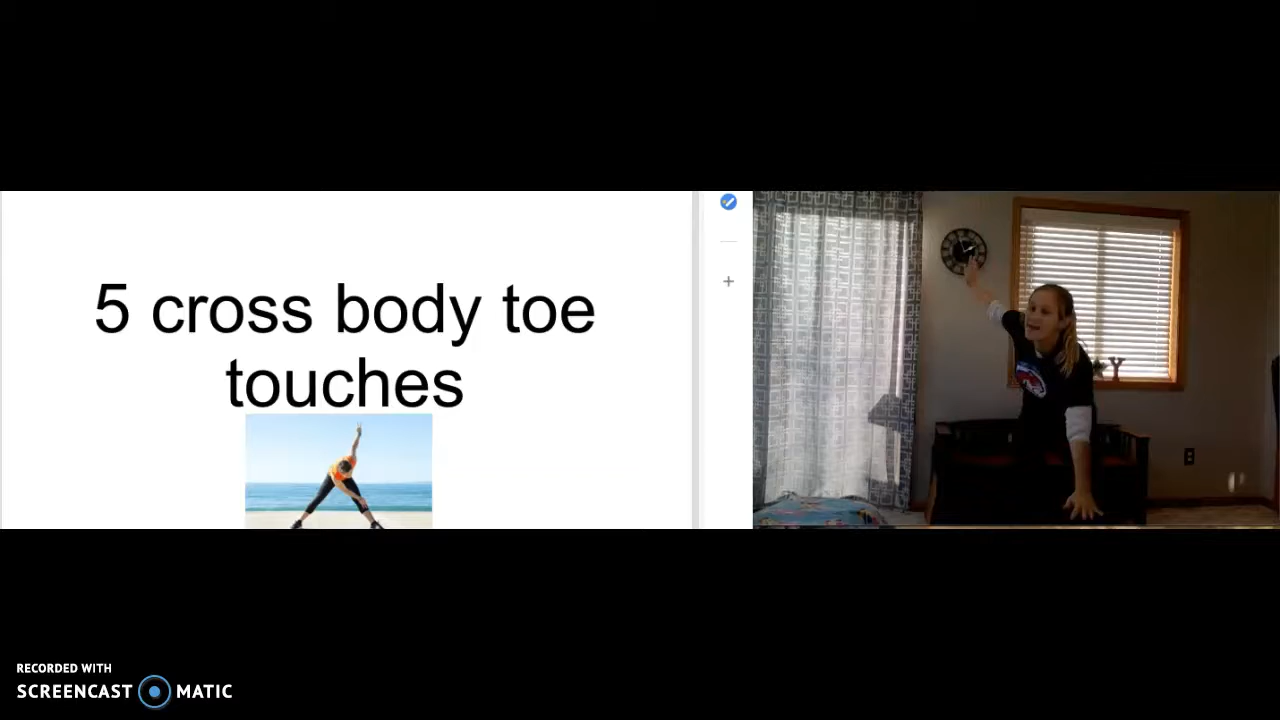 5 cross body toe
touches
Y
RECORDED WITH
SCREENCAST MATIC